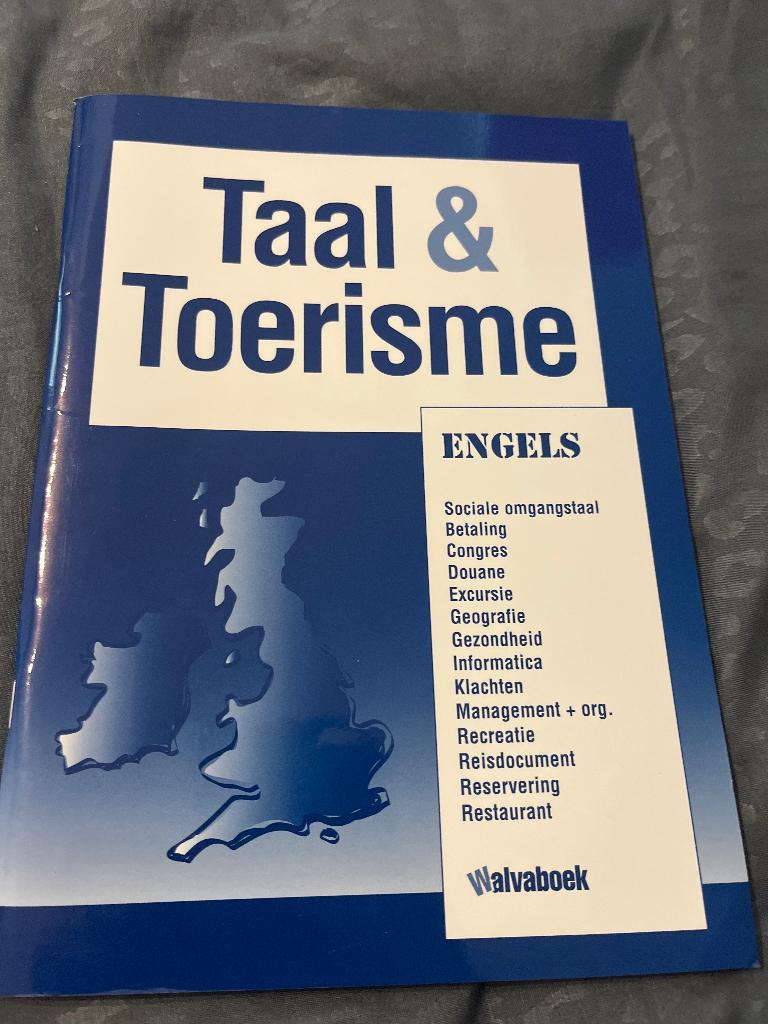 Taal &
Toerisme
ENGELS
Sociale omgangstaal
Betaling
Congres
Douane
Excursie
Geografie
Gezondheid
Informatica
Klachten
Management + org.
Recreatie
Reisdocument
Reservering
Restaurant
Walvaboek